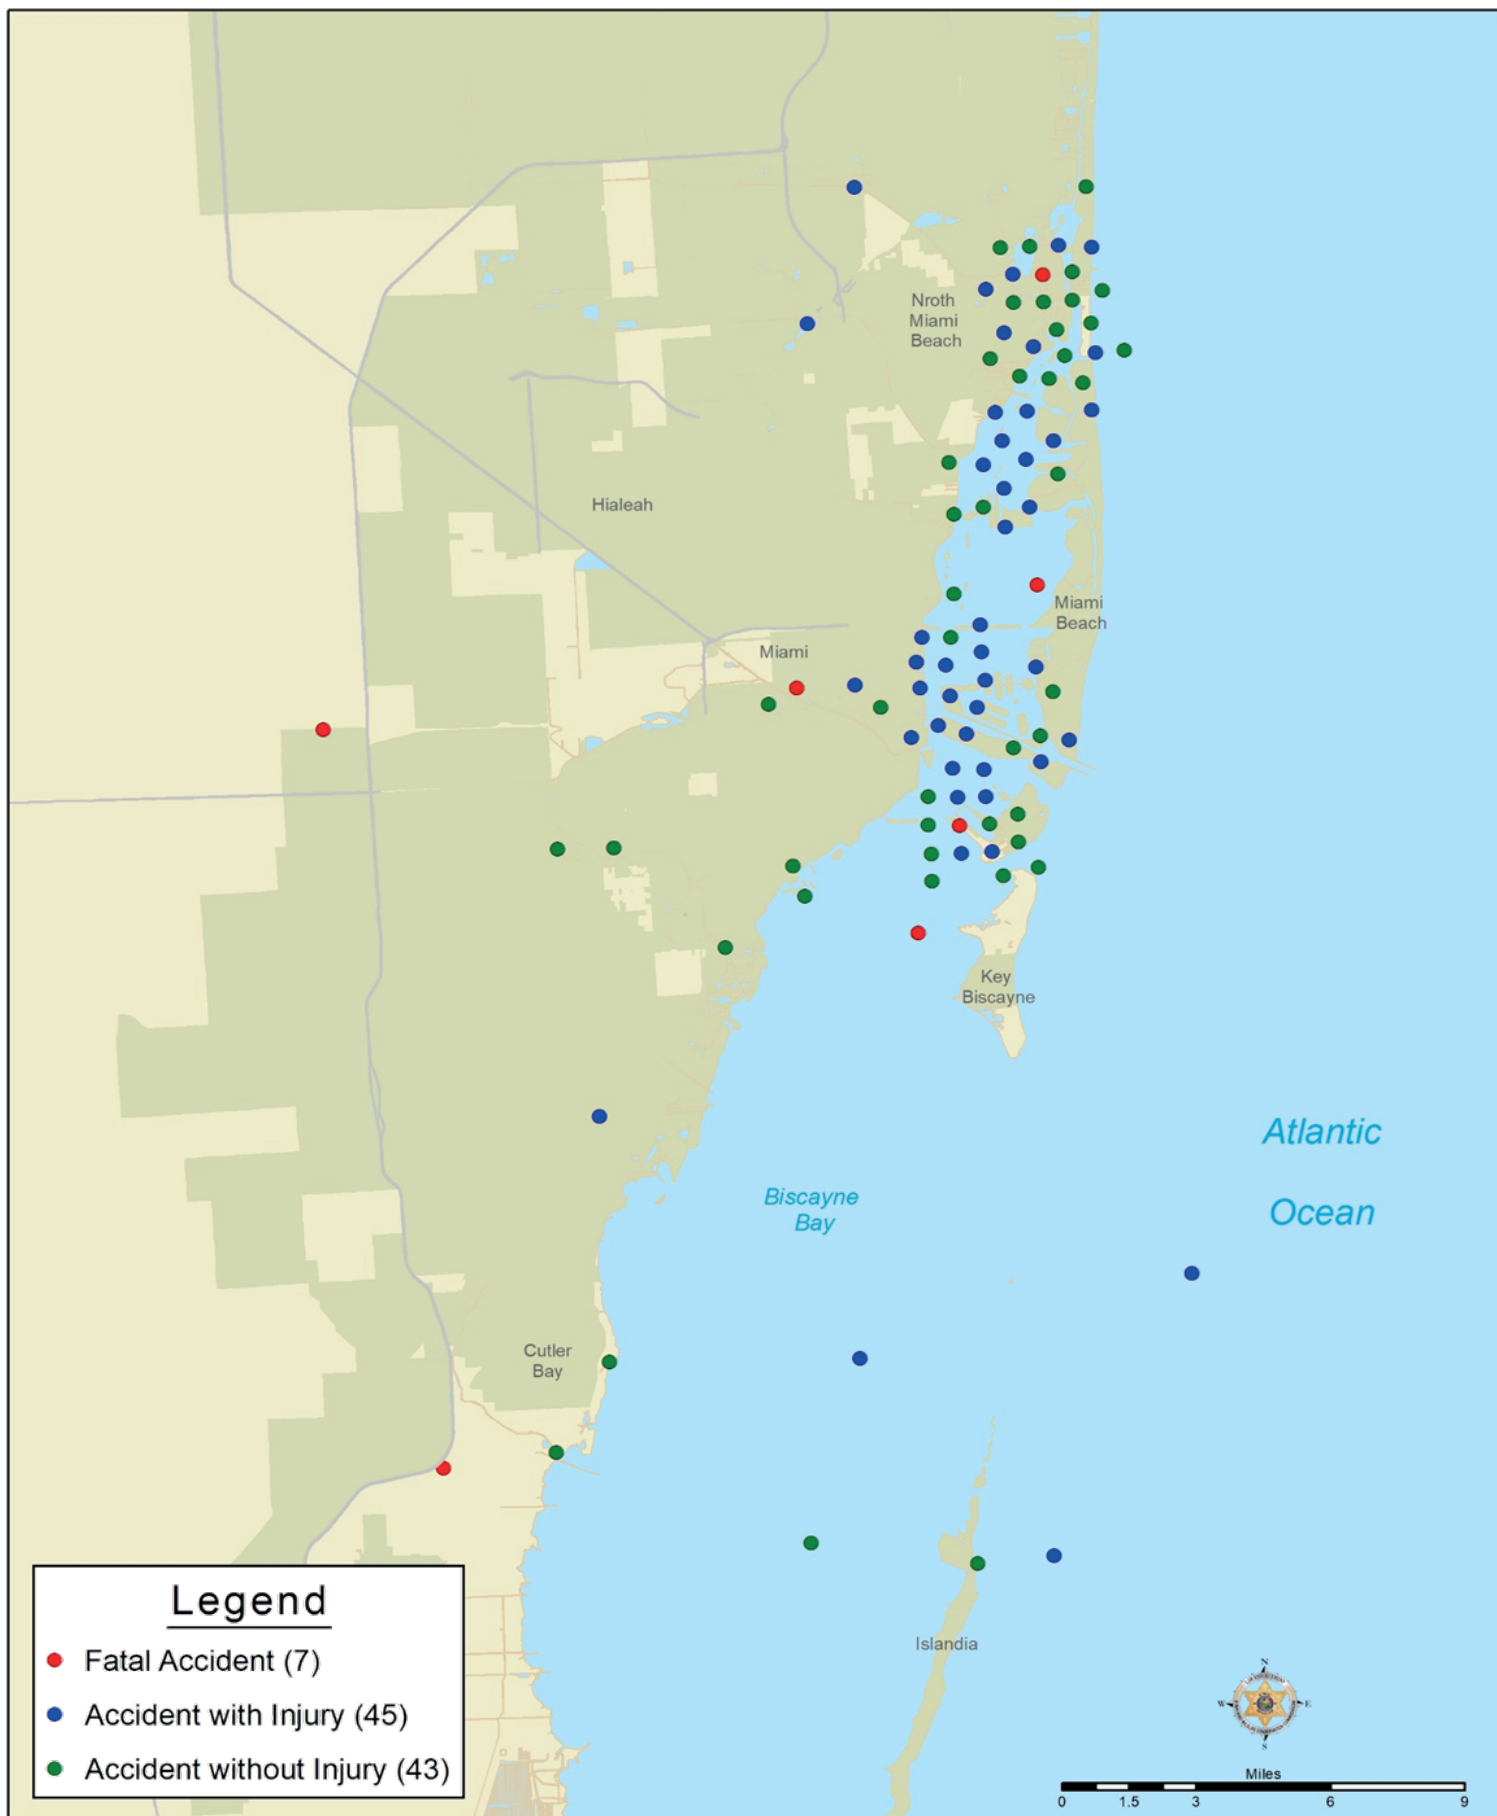 Nroth
Miami
Beach
Hialeah
Miami
Beach
Miami
Key
Biscayne
Atlantic
Ocean
Biscayne
Bay
Cutler
Bay
Islandia
Legend
Fatal Accident (7)
Accident with Injury (45)
Accident without Injury (43)
N
W
E
S
Miles
0 1.5 3 6 9